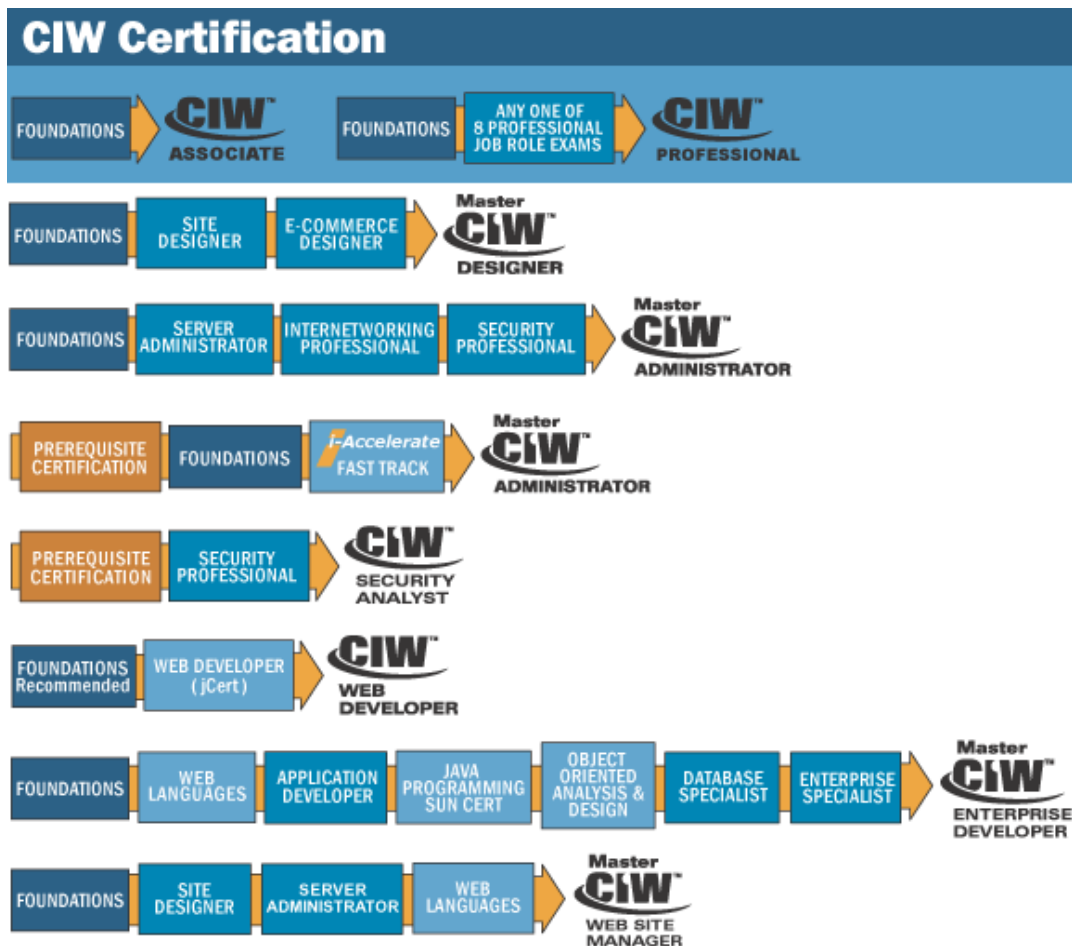 CIW Certification
FOUNDATIONS
CIW™
ASSOCIATE
FOUNDATIONS
ANY ONE OF
8 PROFESSIONAL
JOB ROLE EXAMS
CIW™
PROFESSIONAL
FOUNDATIONS
SITE
DESIGNER
E-COMMERCE
DESIGNER
Master
CIW™
DESIGNER
FOUNDATIONS
SERVER
ADMINISTRATOR
INTERNETWORKING
PROFESSIONAL
SECURITY
PROFESSIONAL
Master
CIW™
ADMINISTRATOR
PREREQUISITE
CERTIFICATION
FOUNDATIONS
i-Accelerate
FAST TRACK
Master
CIW™
ADMINISTRATOR
PREREQUISITE
CERTIFICATION
SECURITY
PROFESSIONAL
CIW™
SECURITY
ANALYST
FOUNDATIONS
Recommended
WEB DEVELOPER
(jCert)
CIW™
WEB
DEVELOPER
FOUNDATIONS
WEB
LANGUAGES
APPLICATION
DEVELOPER
JAVA
PROGRAMMING
SUN CERT
OBJECT
ORIENTED
ANALYSIS &
DESIGN
DATABASE
SPECIALIST
ENTERPRISE
SPECIALIST
Master
CIW™
ENTERPRISE
DEVELOPER
FOUNDATIONS
SITE
DESIGNER
SERVER
ADMINISTRATOR
WEB
LANGUAGES
Master
CIW™
WEB SITE
MANAGER